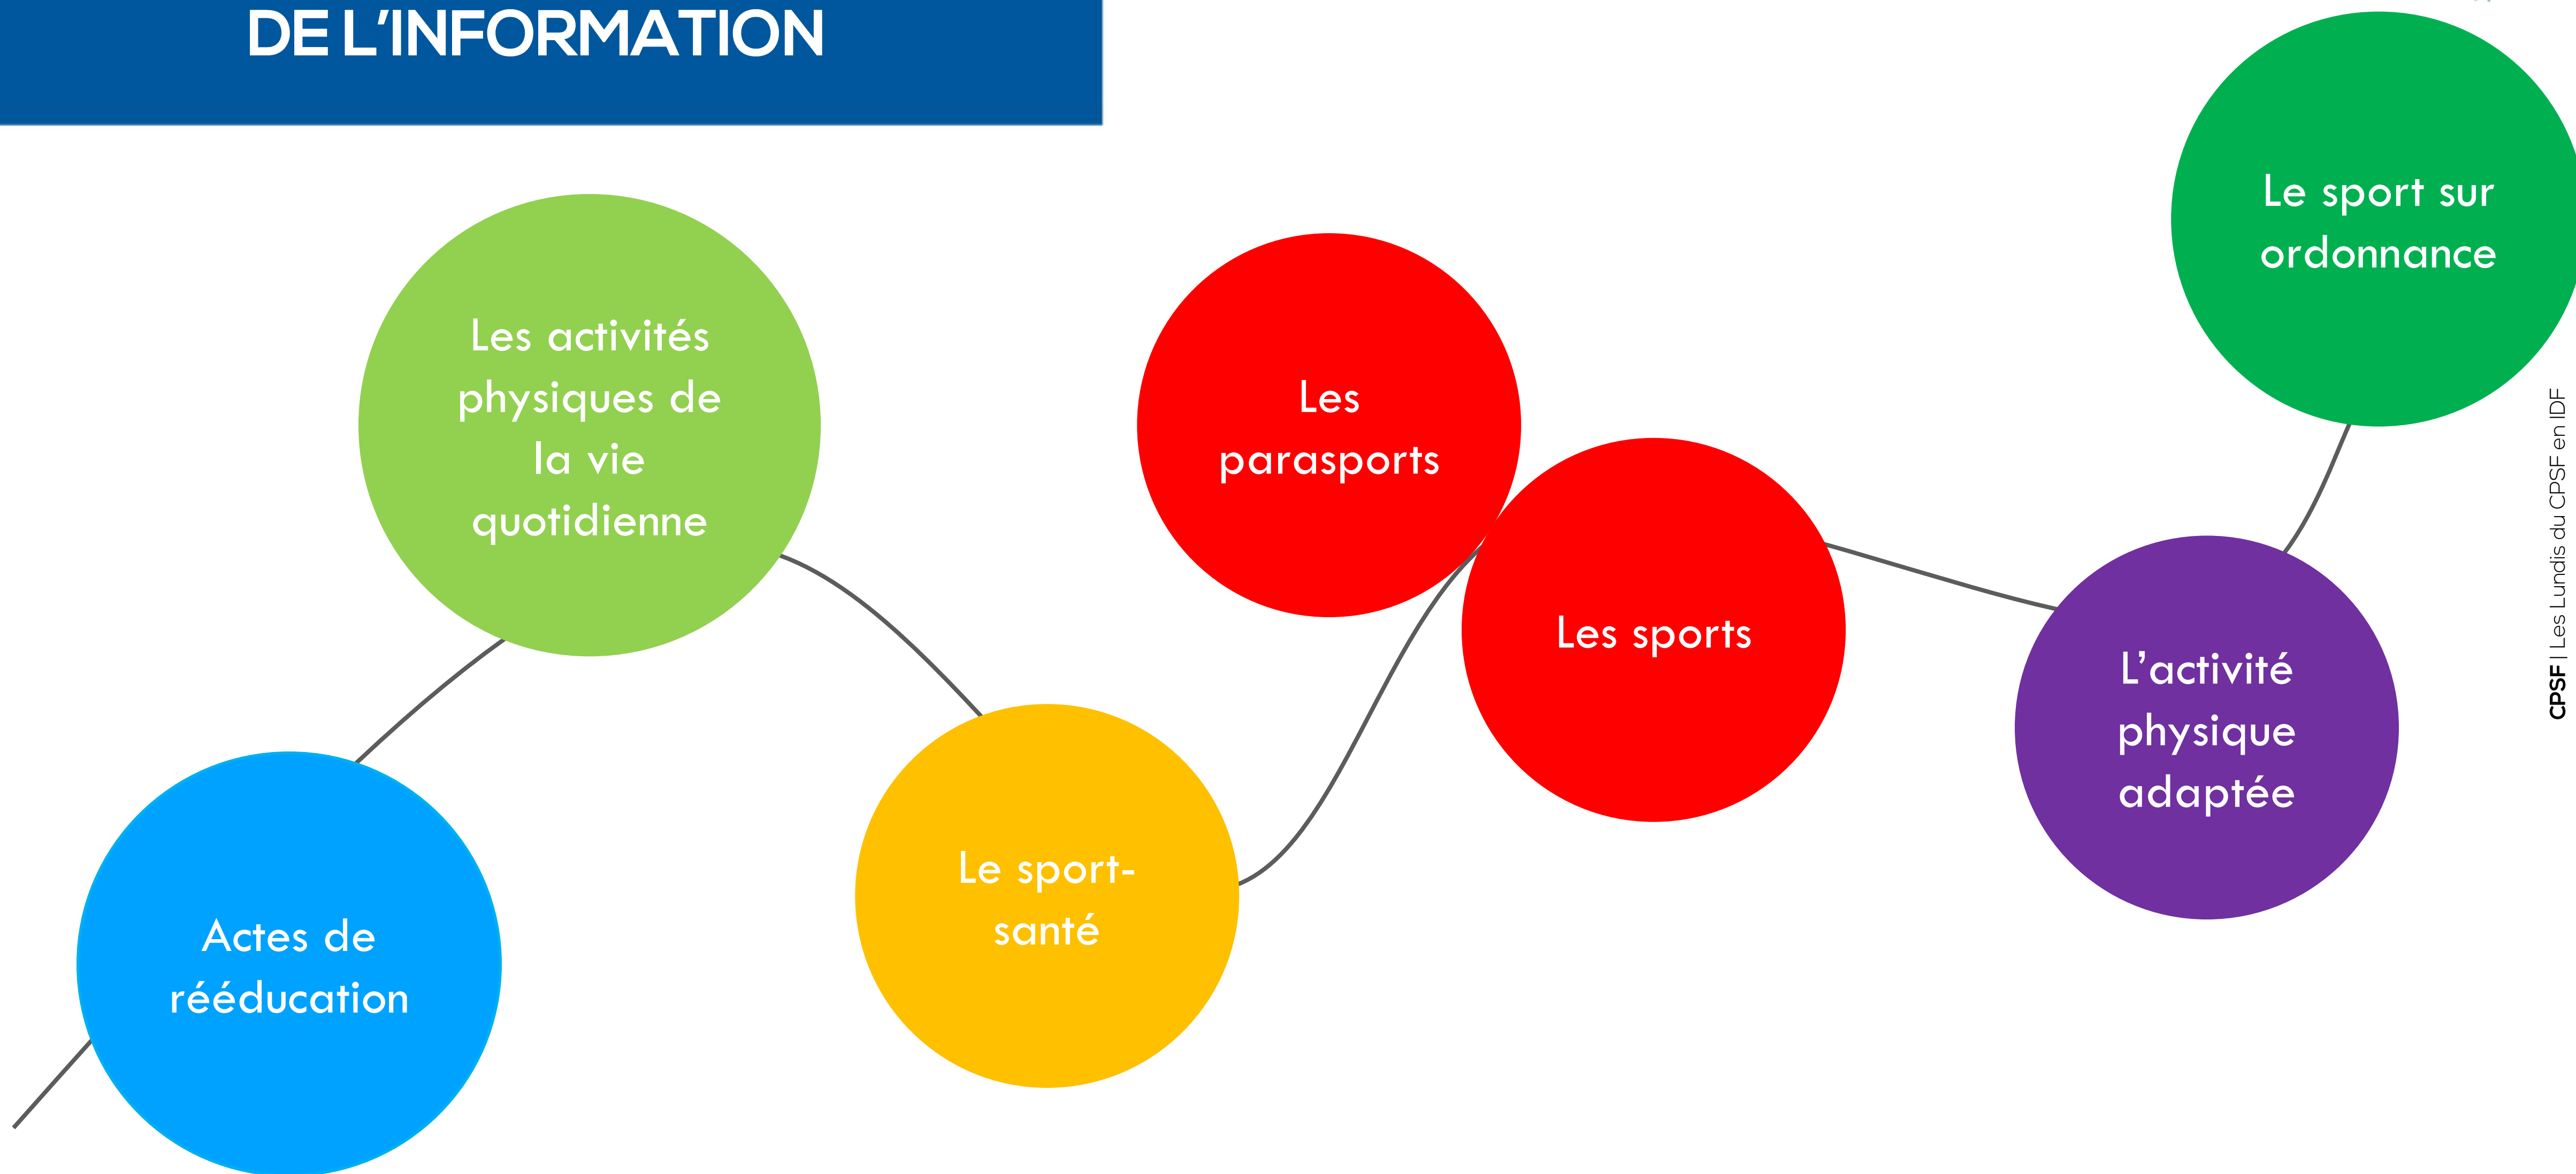 DE L'INFORMATION
Le sport sur
ordonnance
Les activités
physiques de
la vie
quotidienne
Les
parasports
Les sports
L'activité
physique
adaptée
Le sport-
santé
Actes de
rééducation
CPSF | Les Lundis du CPSF en IDF